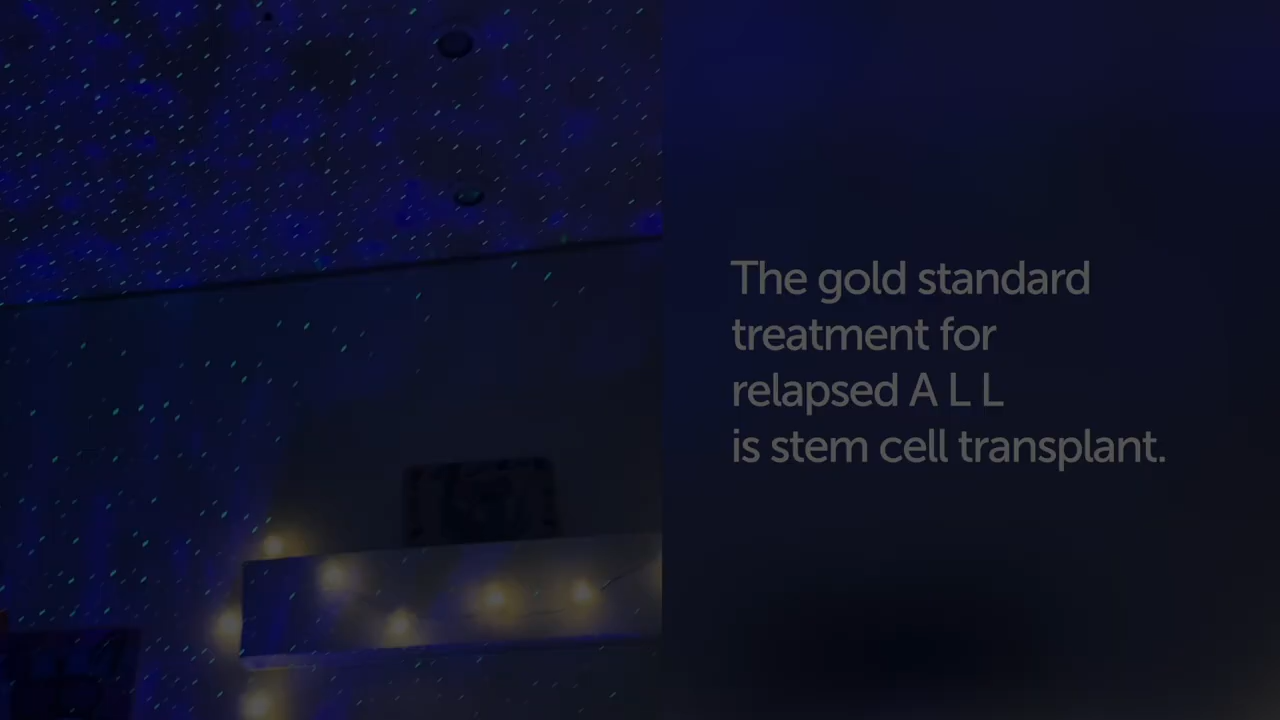 The gold standard
treatment for
relapsed A L L
is stem cell transplant.